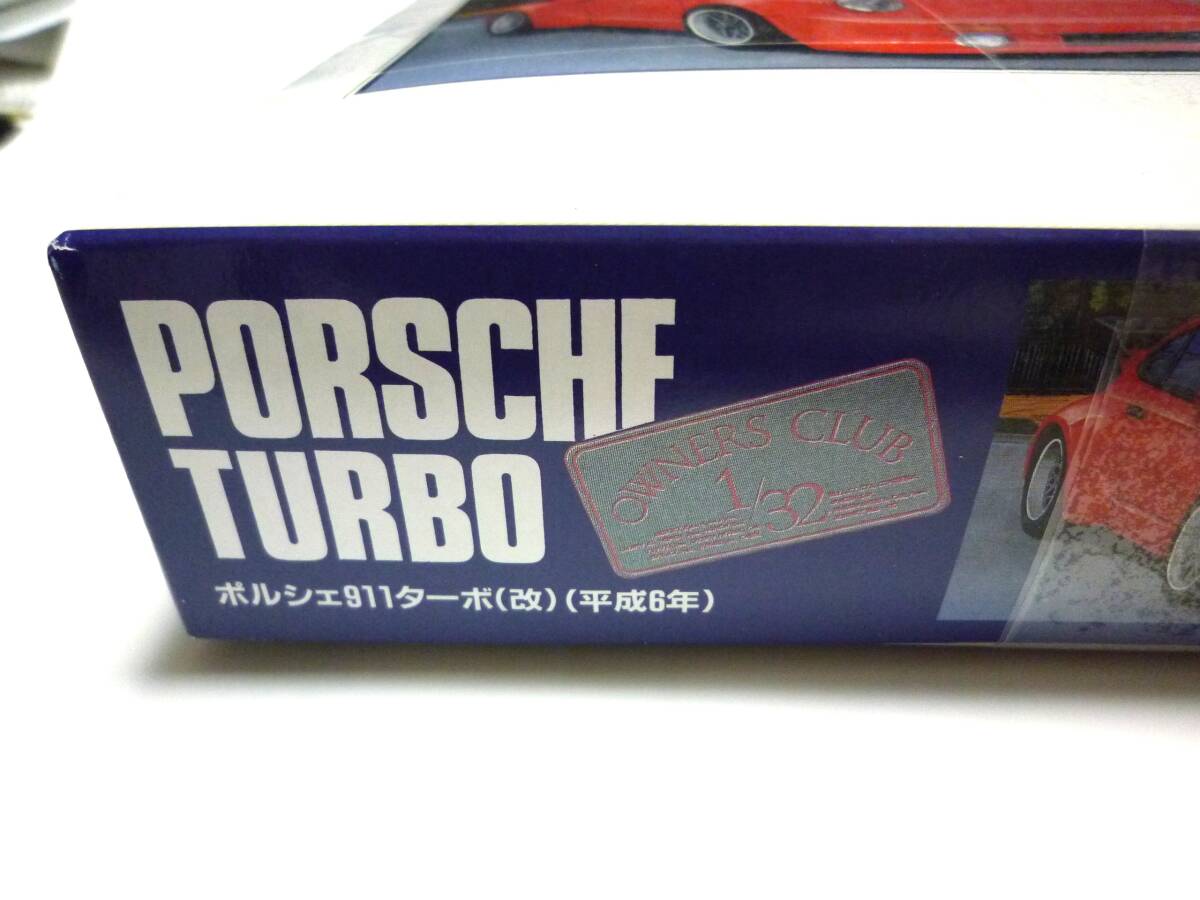 PORSCHE
TURBO
OWNERS CLUB
1/32
ポルシェ911ターボ(改)(平成6年)